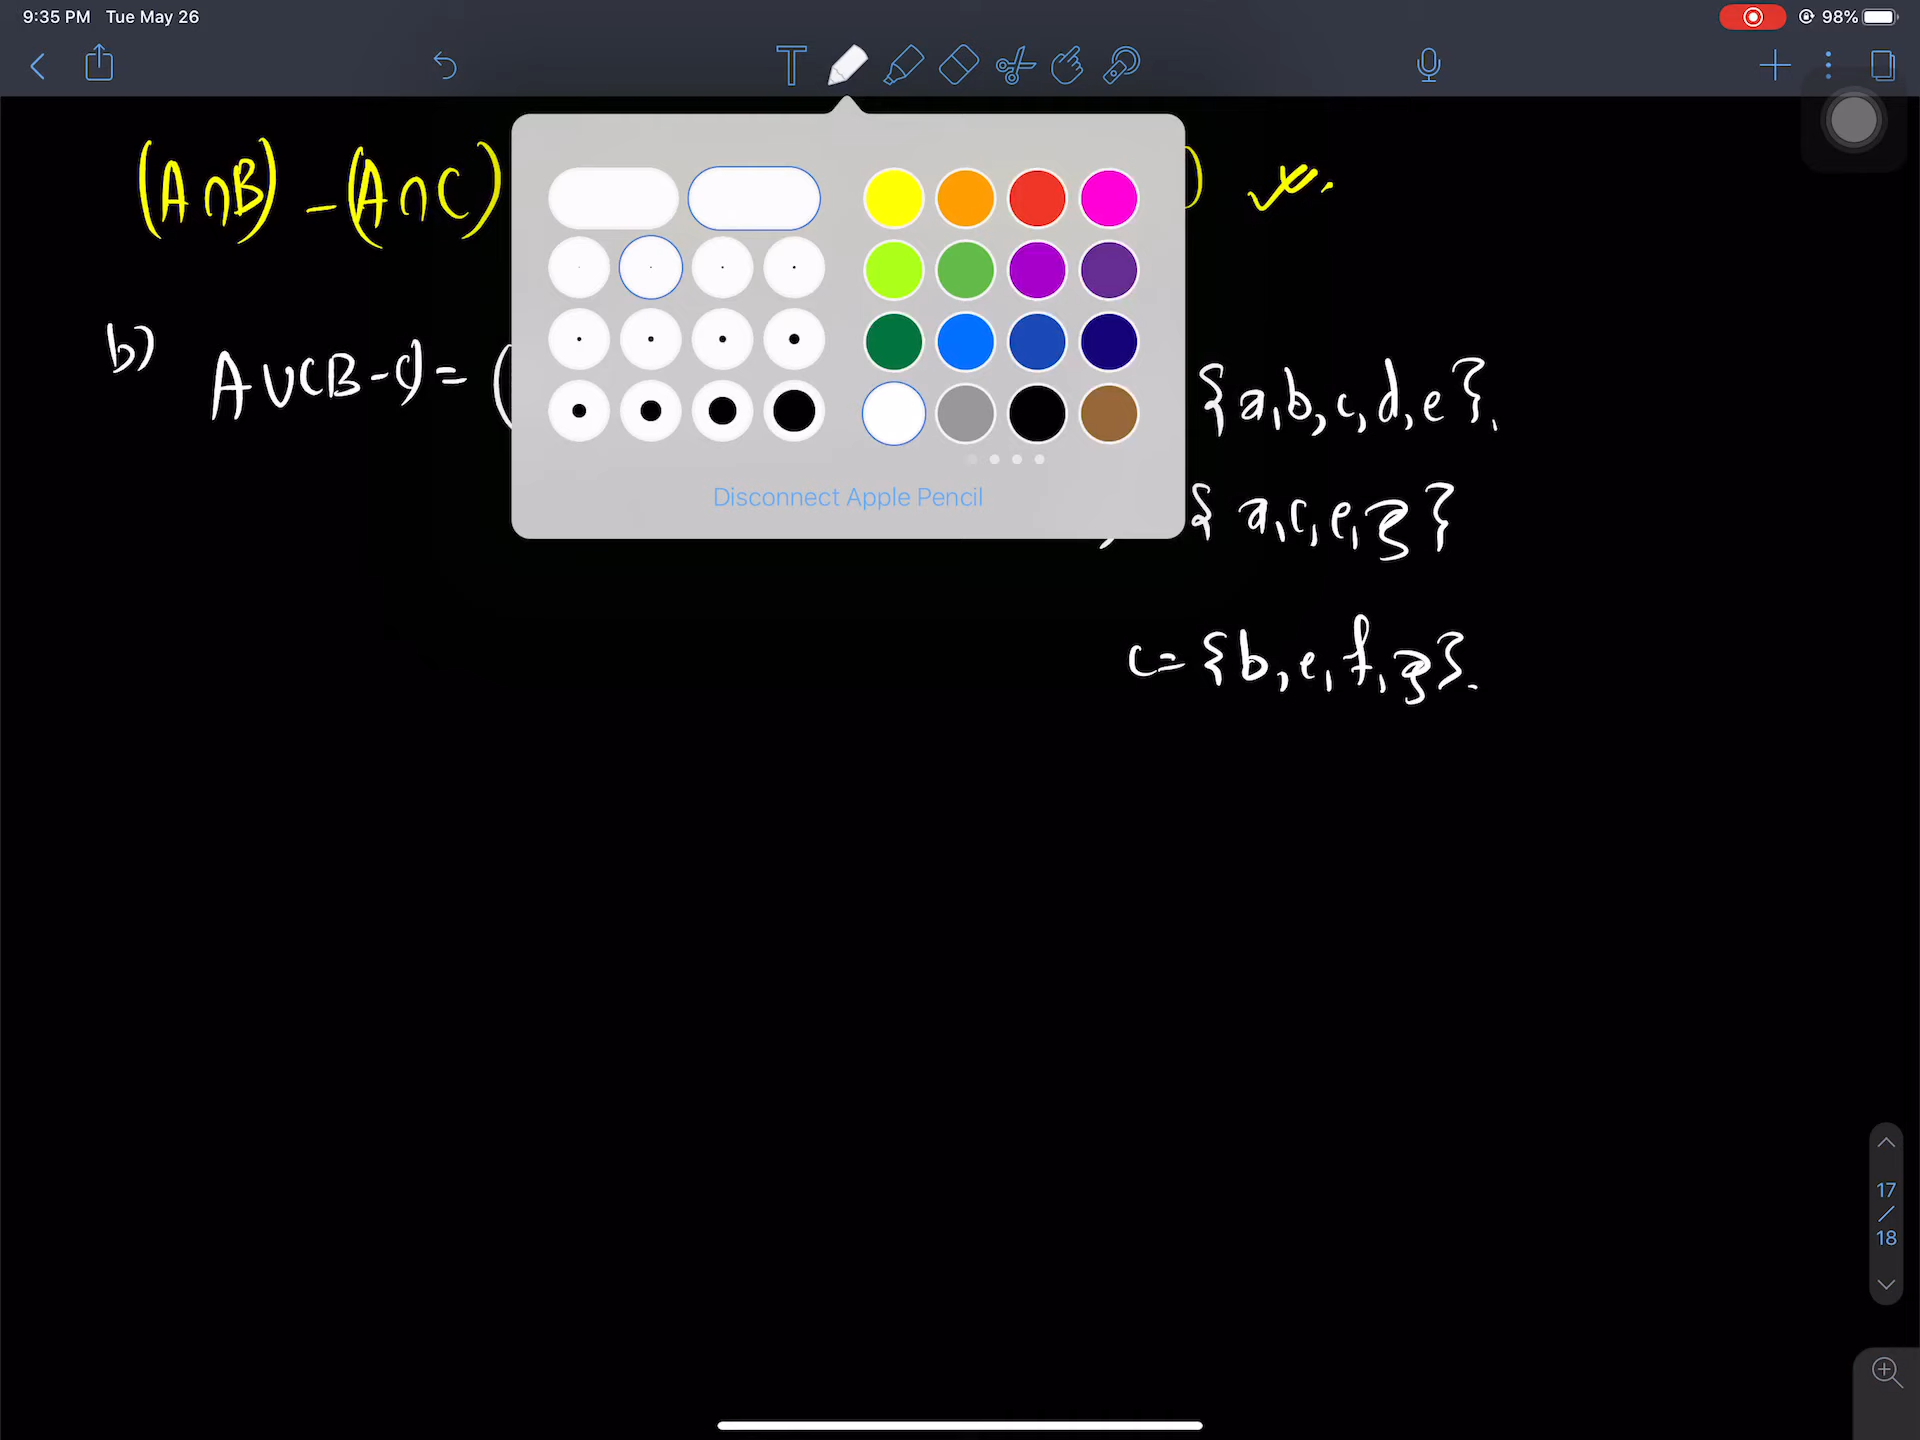 9:35 PM Tue May 26
98%
(A∩B) - (A∩C)
)
b) A∪(B-C) = (
{a,b,c,d,e}.
Disconnect Apple Pencil
{a,c,e,g}
C = {b,e,f,g}.
17
/
18